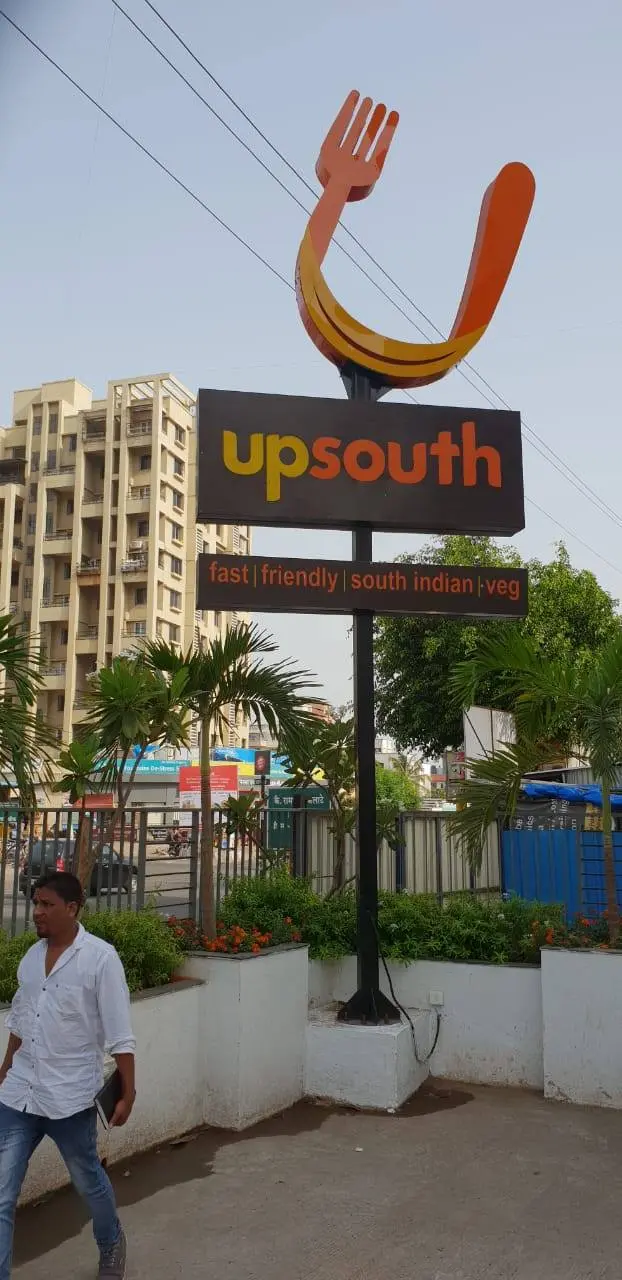 upsouth
fast|friendly|south indian|veg
के.